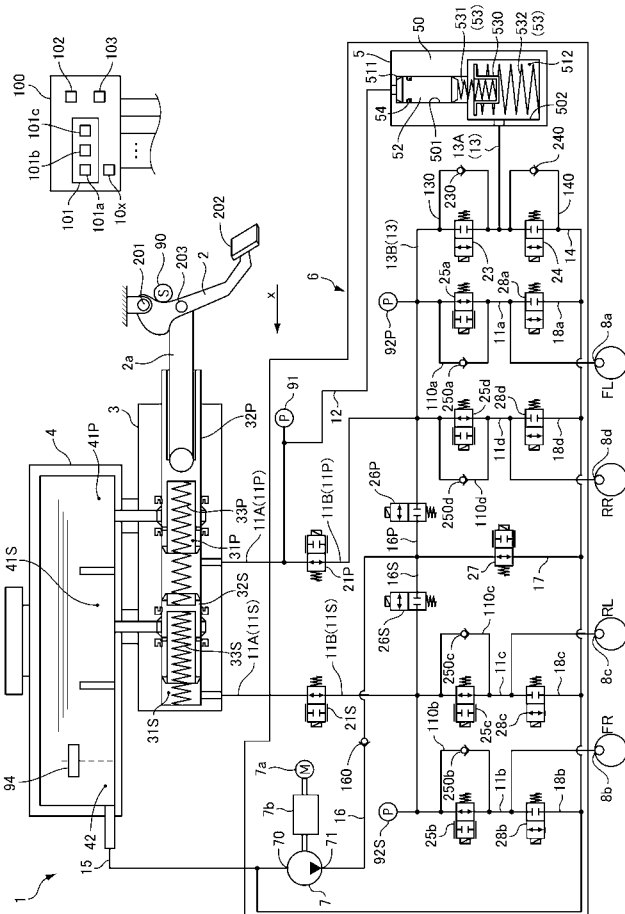 1
15
94
42
41S
4
41P
3
33P
31P
32S
33S
31S
32P
2a
201
90
S
203
2
202
x
100
102
103
101c
101b
101
101a
10x
...
6
5
50
511
54
52
501
531
(53)
530
532
(53)
512
502
13A
(13)
P
91
12
11A(11P)
11B(11P)
21P
11A(11S)
11B(11S)
21S
7a
M
7b
70
71
7
16
160
26P
16P
16S
26S
27
17
13B(13)
130
230
23
240
140
24
14
P
92P
25a
28a
110a
250a
11a
18a
8a
FL
25d
28d
250d
110d
11d
18d
8d
RR
250c
110c
25c
28c
11c
18c
8c
RL
P
92S
110b
250b
25b
28b
11b
18b
8b
FR